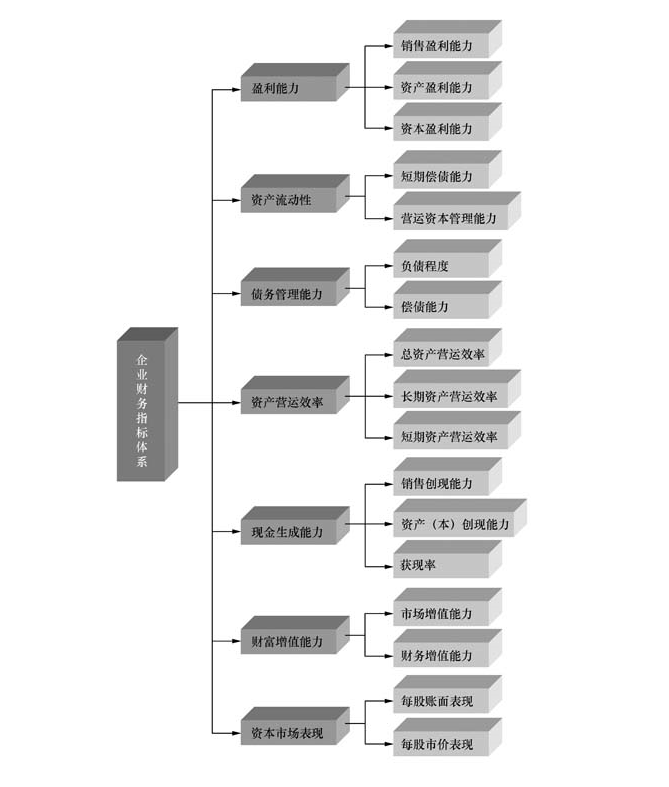 企业财务指标体系
盈利能力
销售盈利能力
资产盈利能力
资本盈利能力
资产流动性
短期偿债能力
营运资本管理能力
债务管理能力
负债程度
偿债能力
资产营运效率
总资产营运效率
长期资产营运效率
短期资产营运效率
现金生成能力
销售创现能力
资产（本）创现能力
获现率
财富增值能力
市场增值能力
财务增值能力
资本市场表现
每股账面表现
每股市价表现